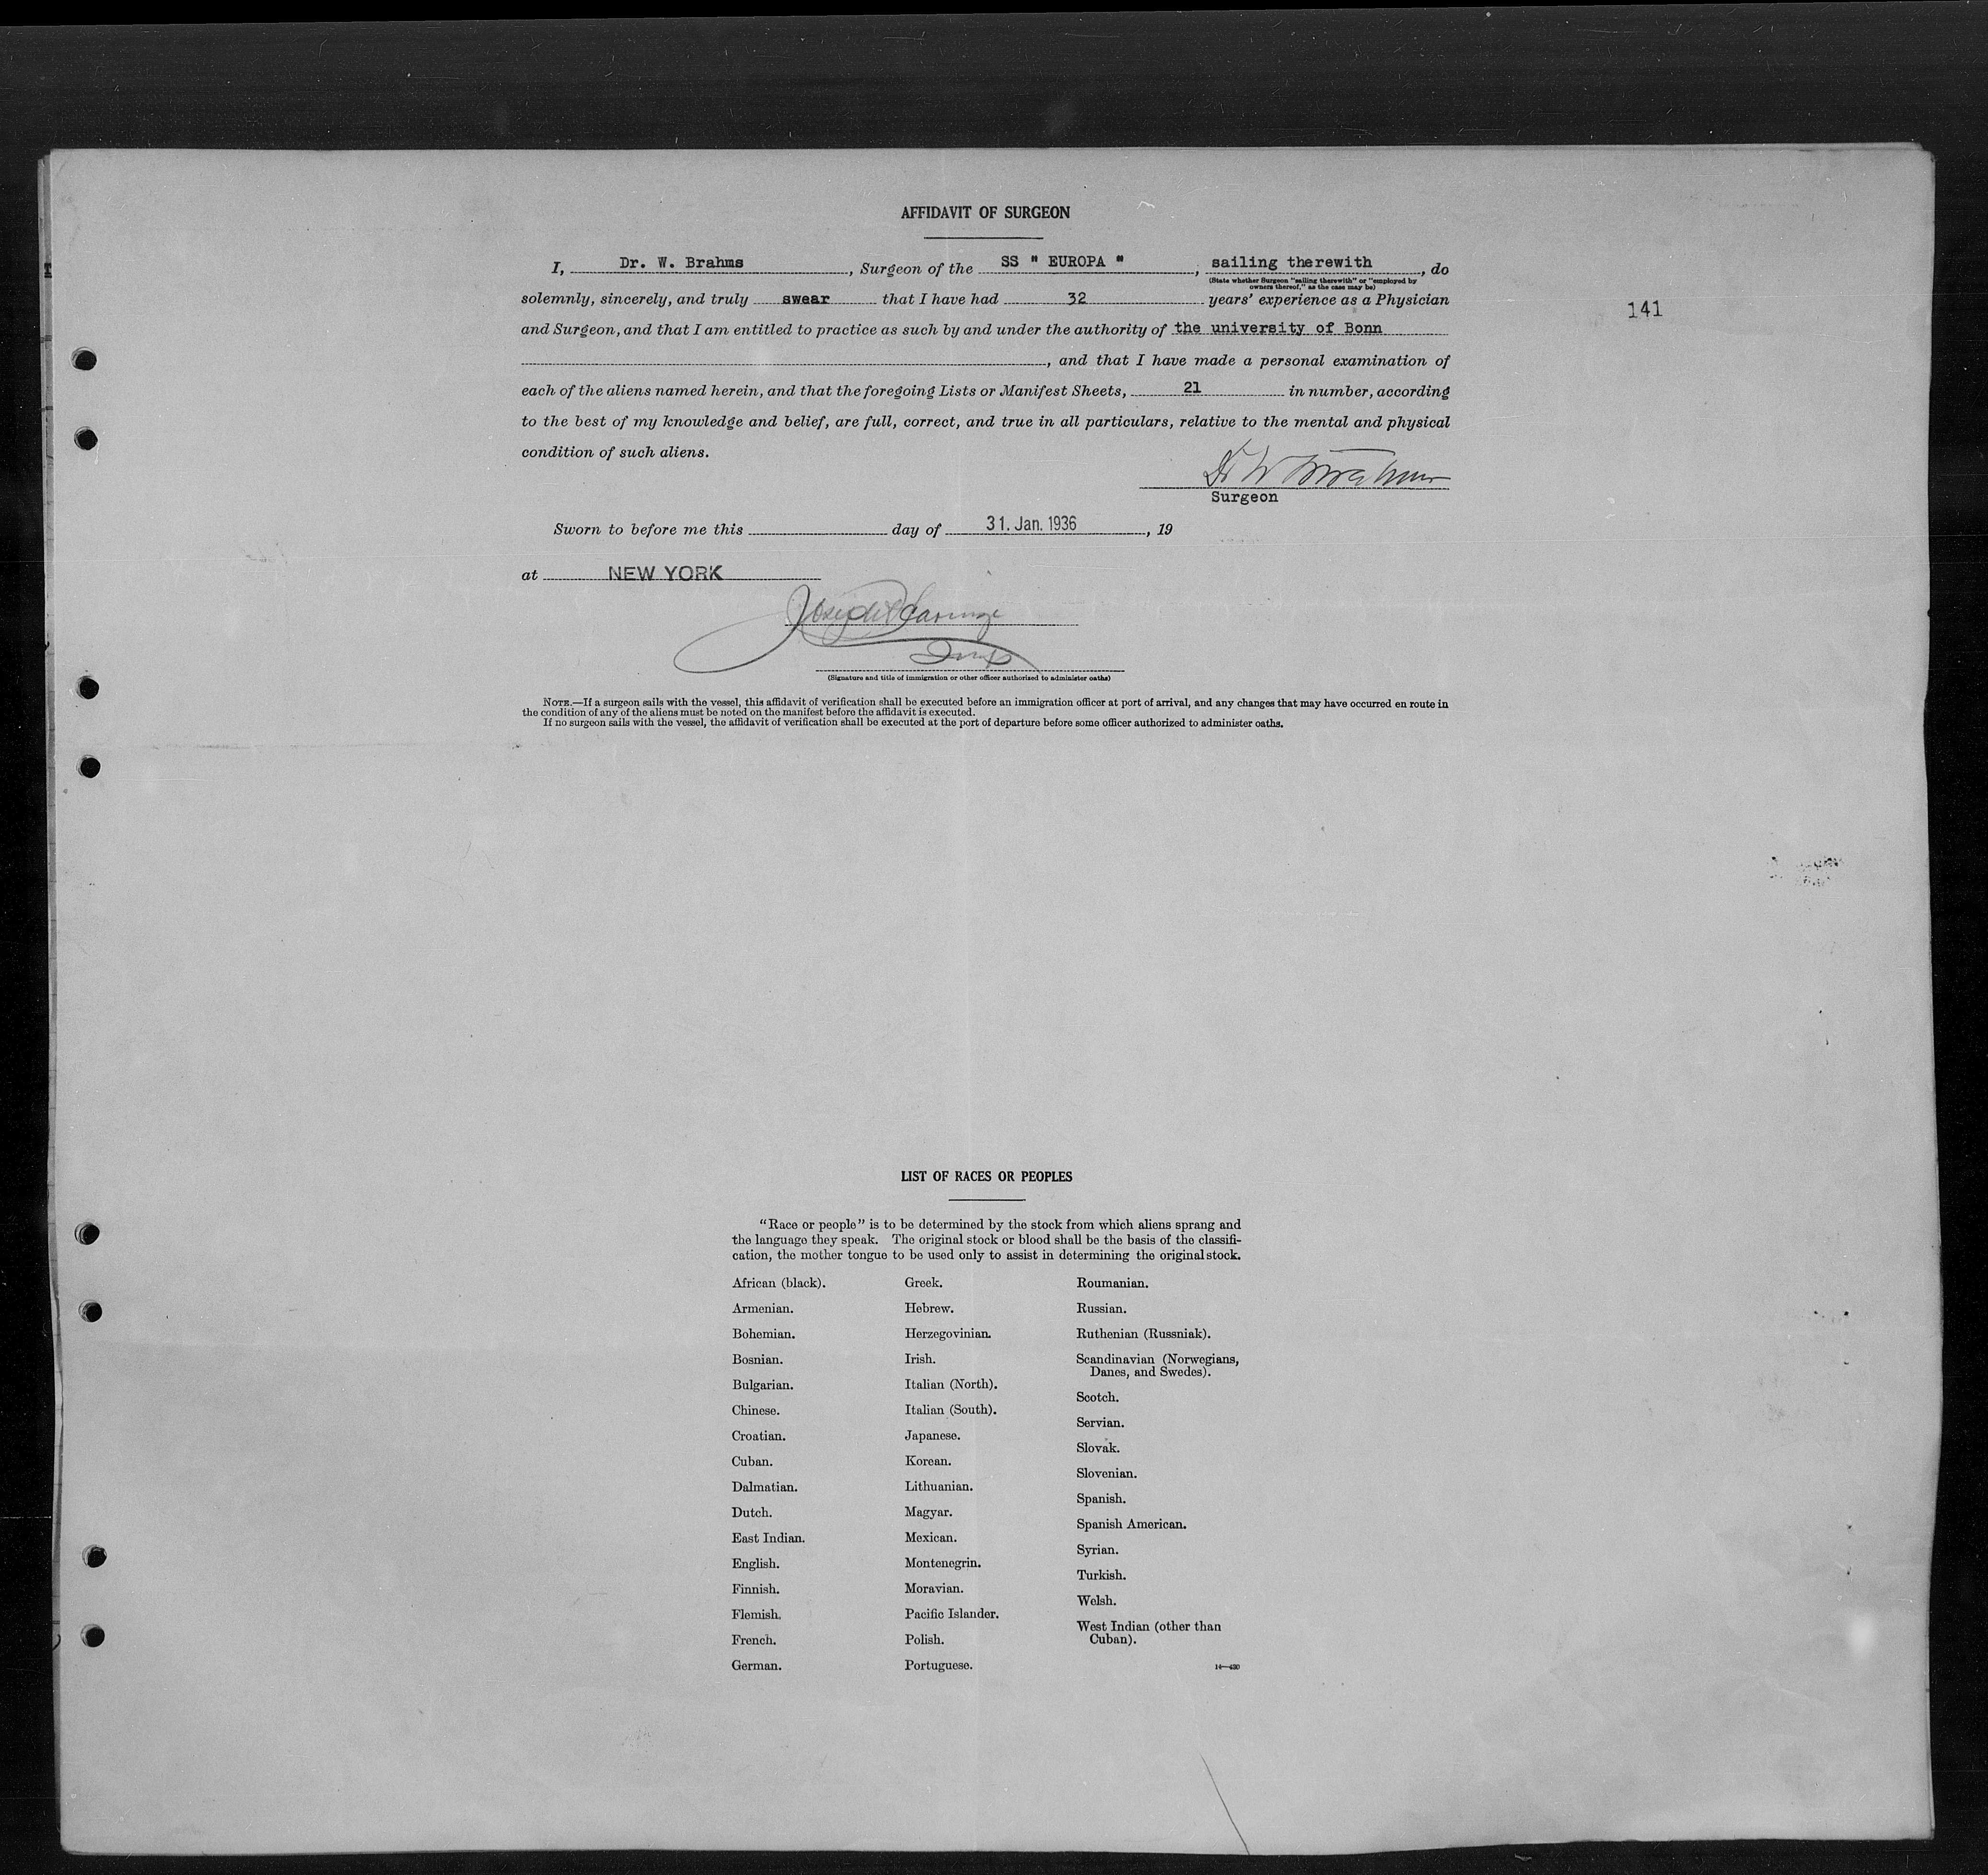 AFFIDAVIT OF SURGEON
I, Dr. W. Brahms, Surgeon of the SS " EUROPA ", sailing therewith, do
(State whether Surgeon "sailing therewith" or "employed by
owners thereof," as the case may be)
solemnly, sincerely, and truly swear that I have had 32 years' experience as a Physician
141
and Surgeon, and that I am entitled to practice as such by and under the authority of the university of Bonn
, and that I have made a personal examination of
each of the aliens named herein, and that the foregoing Lists or Manifest Sheets, 21 in number, according
to the best of my knowledge and belief, are full, correct, and true in all particulars, relative to the mental and physical
condition of such aliens.
Dr W Brahms
Surgeon
Sworn to before me this day of 31. Jan. 1936, 19
at NEW YORK
(Signature and title of immigration or other officer authorized to administer oaths)
NOTE.—If a surgeon sails with the vessel, this affidavit of verification shall be executed before an immigration officer at port of arrival, and any changes that may have occurred en route in
the condition of any of the aliens must be noted on the manifest before the affidavit is executed.
If no surgeon sails with the vessel, the affidavit of verification shall be executed at the port of departure before some officer authorized to administer oaths.
LIST OF RACES OR PEOPLES
"Race or people" is to be determined by the stock from which aliens sprang and
the language they speak. The original stock or blood shall be the basis of the classifi-
cation, the mother tongue to be used only to assist in determining the original stock.
African (black).
Armenian.
Bohemian.
Bosnian.
Bulgarian.
Chinese.
Croatian.
Cuban.
Dalmatian.
Dutch.
East Indian.
English.
Finnish.
Flemish.
French.
German.
Greek.
Hebrew.
Herzegovinian.
Irish.
Italian (North).
Italian (South).
Japanese.
Korean.
Lithuanian.
Magyar.
Mexican.
Montenegrin.
Moravian.
Pacific Islander.
Polish.
Portuguese.
Roumanian.
Russian.
Ruthenian (Russniak).
Scandinavian (Norwegians,
Danes, and Swedes).
Scotch.
Servian.
Slovak.
Slovenian.
Spanish.
Spanish American.
Syrian.
Turkish.
Welsh.
West Indian (other than
Cuban).
14—430